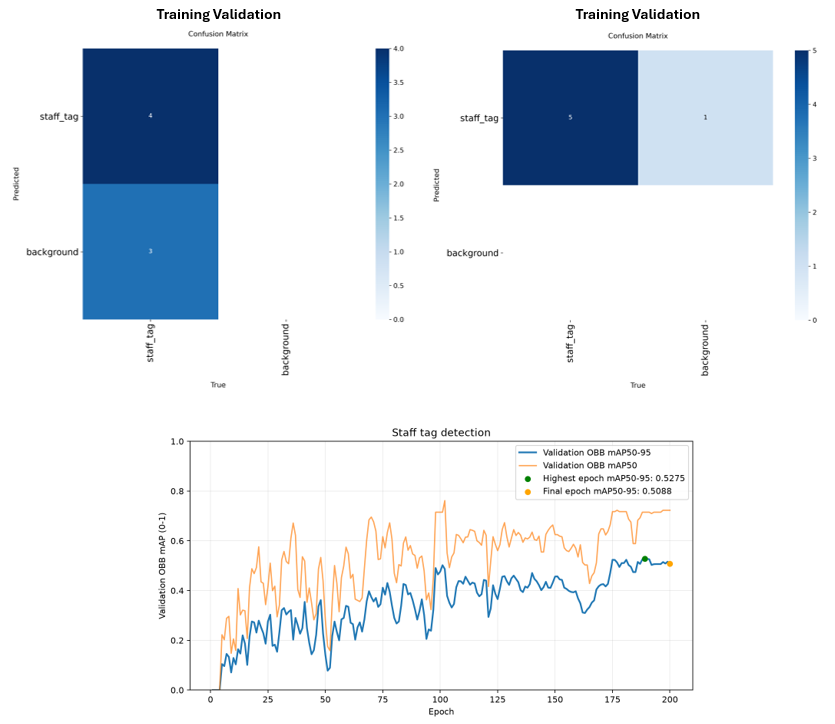 Training Validation
Confusion Matrix
staff_tag
4
background
3
Predicted
staff_tag
background
True
4.0
3.5
3.0
2.5
2.0
1.5
1.0
0.5
0.0
Training Validation
Confusion Matrix
staff_tag
5
1
background
Predicted
staff_tag
background
True
5
4
3
2
1
0
Staff tag detection
Validation OBB mAP50-95
Validation OBB mAP50
Highest epoch mAP50-95: 0.5275
Final epoch mAP50-95: 0.5088
Validation OBB mAP (0-1)
1.0
0.8
0.6
0.4
0.2
0.0
0 25 50 75 100 125 150 175 200
Epoch